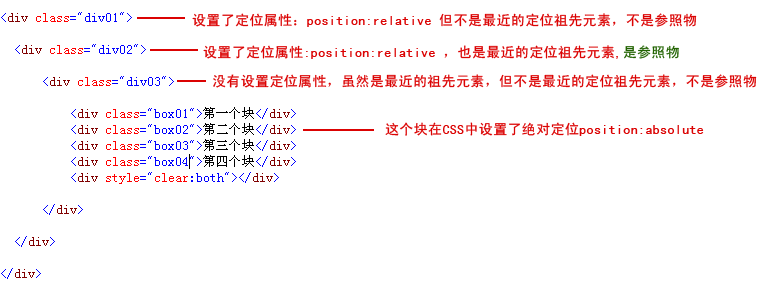 <div class="div01"> 设置了定位属性：position:relative 但不是最近的定位祖先元素，不是参照物
<div class="div02"> 设置了定位属性:position:relative ，也是最近的定位祖先元素,是参照物
<div class="div03"> 没有设置定位属性，虽然是最近的祖先元素，但不是最近的定位祖先元素，不是参照物
<div class="box01">第一个块</div>
<div class="box02">第二个块</div> 这个块在CSS中设置了绝对定位position:absolute
<div class="box03">第三个块</div>
<div class="box04">第四个块</div>
<div style="clear:both"></div>
</div>
</div>
</div>